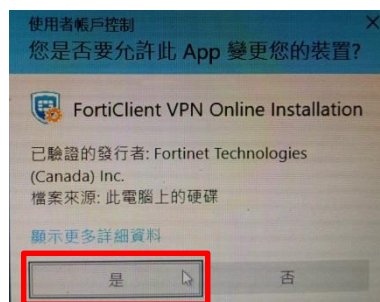 使用者帳戶控制
您是否要允許此 App 變更您的裝置?
FortiClient VPN Online Installation
已驗證的發行者: Fortinet Technologies
(Canada) Inc.
檔案來源: 此電腦上的硬碟
顯示更多詳細資料
是
否